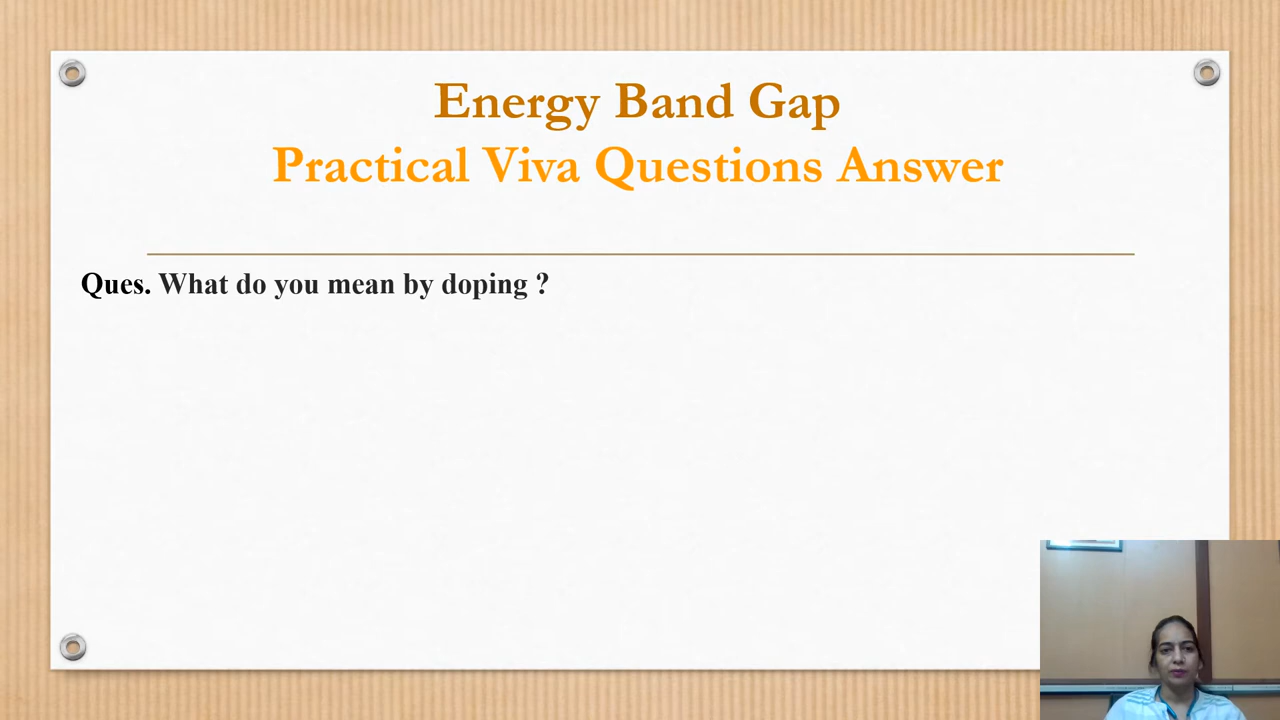 Energy Band Gap
Practical Viva Questions Answer
Ques. What do you mean by doping ?